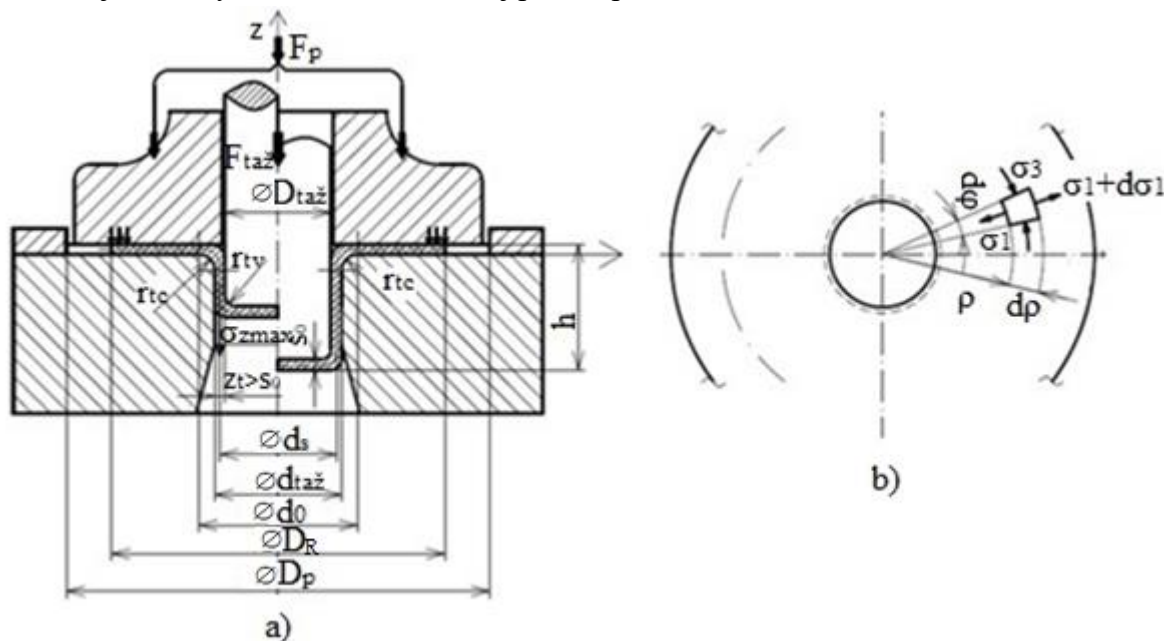 z
Fp
Ftaž
∅Dtaž
rtv
rtc
rtc
σzmax
zt>s₀
h
∅ds
∅dtaž
∅d0
∅DR
∅Dp
a)
σ3
σ1+dσ1
dφ
σ1
ρ
dρ
b)